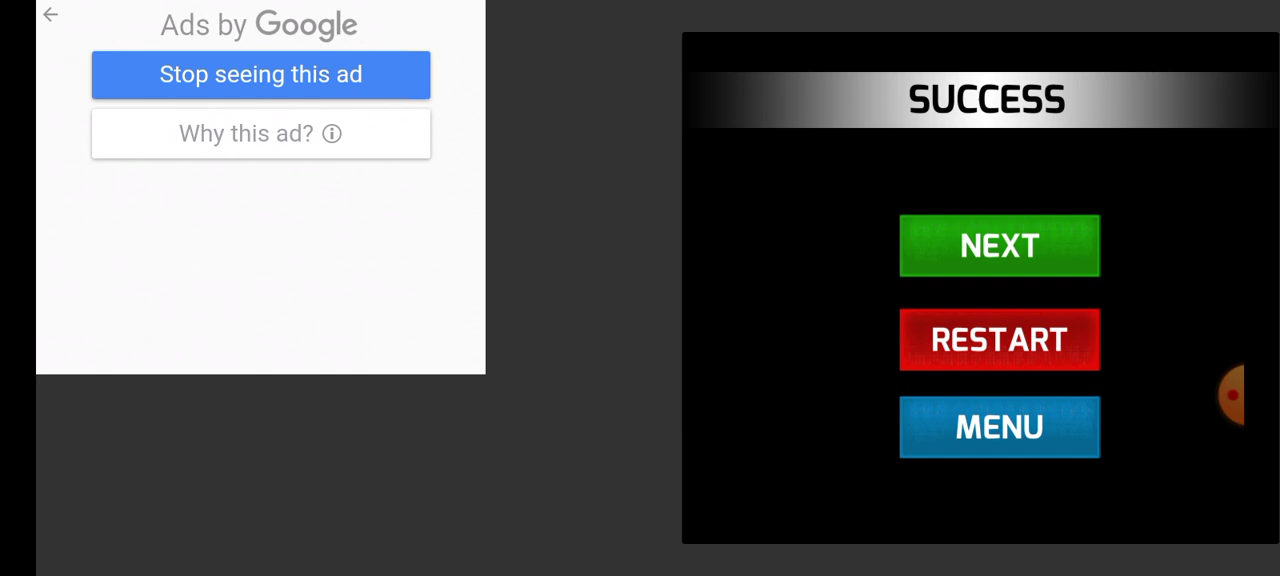 Ads by Google
Stop seeing this ad
Why this ad?
SUCCESS
NEXT
RESTART
MENU